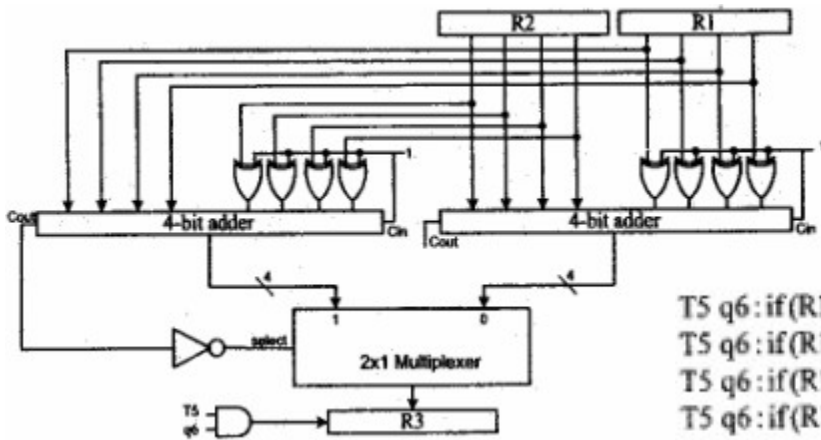 R2 R1
1
1
4-bit adder
4-bit adder
Cout Cin
Cout Cin
4 4
1 0
select
2x1 Multiplexer
T5
q6
R3
T5 q6 : if (R
T5 q6 : if (R
T5 q6 : if (R
T5 q6 : if (R